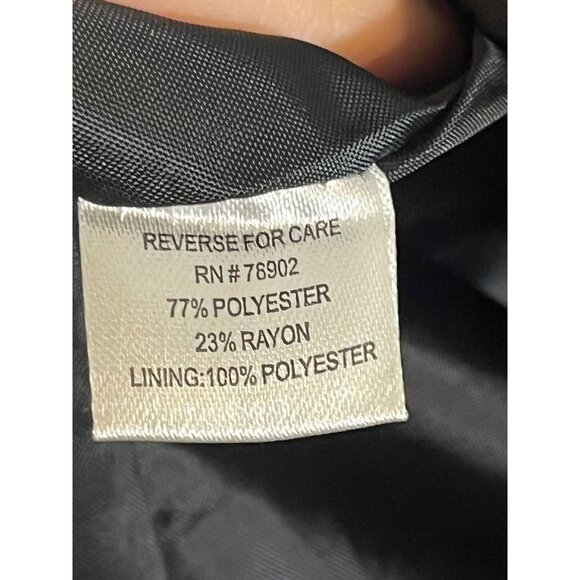 REVERSE FOR CARE
RN # 76902
77% POLYESTER
23% RAYON
LINING:100% POLYESTER